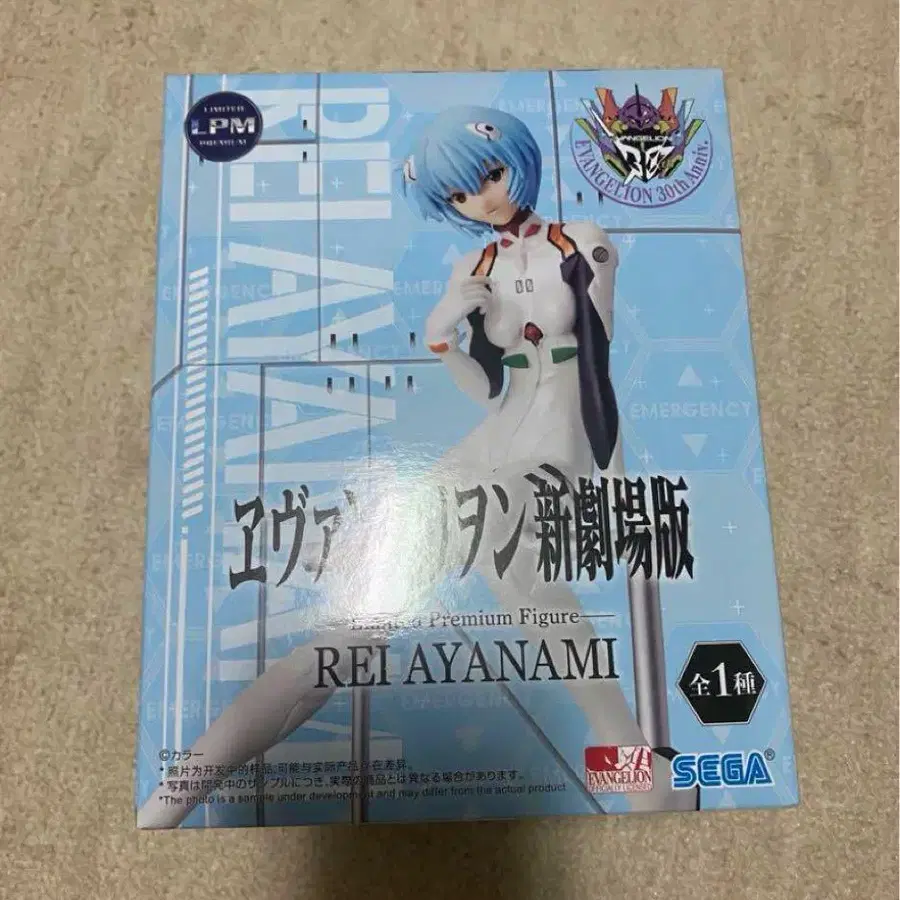 LIMITED
LPM
PREMIUM
EVANGELION
30
EVANGELION 30th Anniv.
REI AYANAMI
EMERGENCY
EMERGENCY
00
ヱヴァンゲリヲン新劇場版
Premium Figure
REI AYANAMI
全1種
©カラー
* 照片为开发中的样品,可能与实际产品存在差异。
* 写真は開発中のサンプルにつき、実際の商品とは異なる場合があります。
*The photo is a sample under development and may differ from the actual product
EVANGELION
OFFICIALLY LICENSED
SEGA®